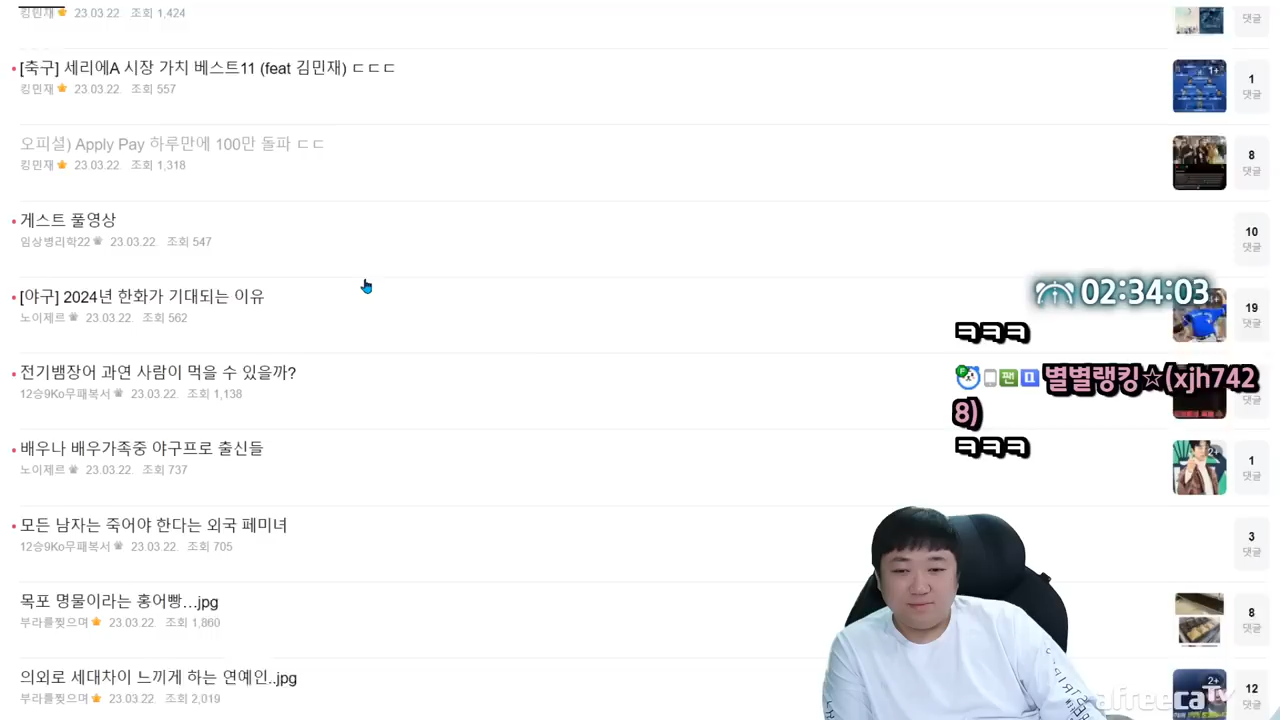 킹민재 23.03.22 조회 1,424
댓글
[축구] 세리에A 시장 가치 베스트11 (feat 김민재) ㄷㄷㄷ
킹민재 23.03.22. 조회 557
1+
1
댓글
오피셜) Apply Pay 하루만에 100만 돌파 ㄷㄷ
킹민재 23.03.22. 조회 1,318
8
댓글
게스트 풀영상
임상병리학22 23.03.22. 조회 547
10
댓글
[야구] 2024년 한화가 기대되는 이유
노이제르 23.03.22. 조회 562
02:34:03
19
댓글
ㅋㅋㅋ
전기뱀장어 과연 사람이 먹을 수 있을까?
12승9Ko무패복서 23.03.22. 조회 1,138
F 짼! n 별별랭킹☆(xjh742
8)
댓글
ㅋㅋㅋ
배우나 배우가족중 야구프로 출신들
노이제르 23.03.22. 조회 737
2+
1
댓글
모든 남자는 죽어야 한다는 외국 페미녀
12승9Ko무패복서 23.03.22. 조회 705
3
댓글
목포 명물이라는 홍어빵…jpg
부라를찢으며 23.03.22. 조회 1,860
8
댓글
의외로 세대차이 느끼게 하는 연예인..jpg
부라를찢으며 23.03.22. 조회 2,019
2+
12
댓글
afreecaTV